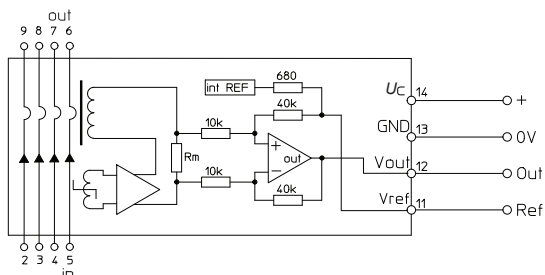 out
9 8 7 6
int REF
680
U_C 14 +
40k
10k
GND 13 0V
+
out
Rm
Vout 12 Out
10k
−
40k
Vref 11 Ref
2 3 4 5
in